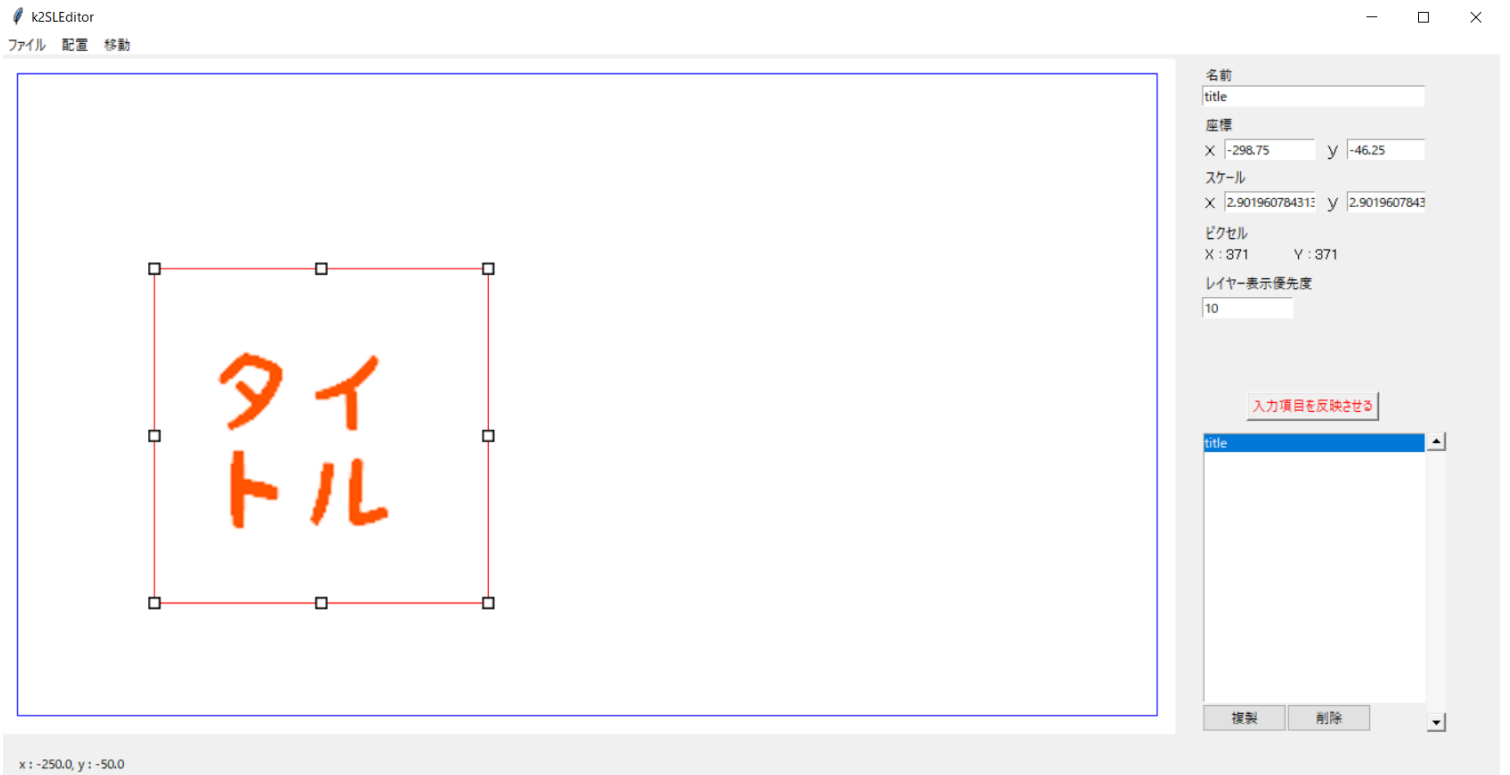 k2SLEditor
ファイル 配置 移動
名前
title
座標
x -298.75 y -46.25
スケール
x 2.901960784313 y 2.9019607843
ピクセル
X : 371 Y : 371
レイヤー表示優先度
10
入力項目を反映させる
title
複製 削除
タイ
トル
x : -250.0, y : -50.0